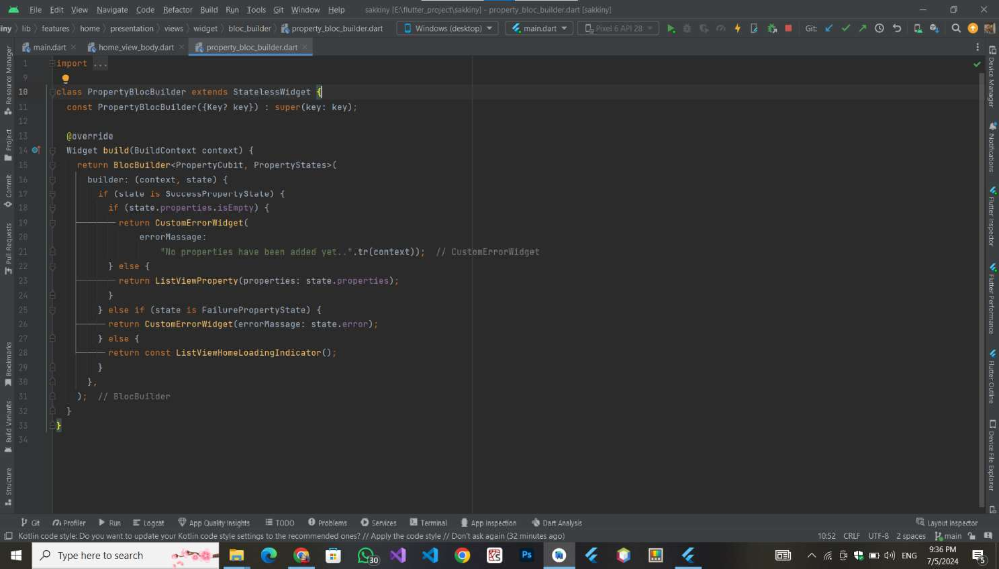 File Edit View Navigate Code Refactor Build Run Tools Git Window Help sakkiny [E:\flutter_project\sakkiny] - property_bloc_builder.dart [sakkiny]
iny lib features home presentation views widget bloc_builder property_bloc_builder.dart Windows (desktop) main.dart Pixel 6 API 28 Git:
main.dart home_view_body.dart property_bloc_builder.dart
1 import ...
9
10 class PropertyBlocBuilder extends StatelessWidget {
11 const PropertyBlocBuilder({Key? key}) : super(key: key);
12
13 @override
14 Widget build(BuildContext context) {
15 return BlocBuilder<PropertyCubit, PropertyStates>(
16 builder: (context, state) {
17 if (state is SuccessPropertyState) {
18 if (state.properties.isEmpty) {
19 return CustomErrorWidget(
20 errorMassage:
21 "No properties have been added yet..".tr(context)); // CustomErrorWidget
22 } else {
23 return ListViewProperty(properties: state.properties);
24 }
25 } else if (state is FailurePropertyState) {
26 return CustomErrorWidget(errorMassage: state.error);
27 } else {
28 return const ListViewHomeLoadingIndicator();
29 }
30 },
31 ); // BlocBuilder
32 }
33 }
34
Resource Manager
Project
Commit
Pull Requests
Bookmarks
Build Variants
Structure
Device Manager
Notifications
Flutter Inspector
Flutter Performance
Flutter Outline
Device File Explorer
Git Profiler Run Logcat App Quality Insights TODO Problems Services Terminal App Inspection Dart Analysis Layout Inspector
Kotlin code style: Do you want to update your Kotlin code style settings to the recommended ones? // Apply the code style // Don't ask again (32 minutes ago) 10:52 CRLF UTF-8 2 spaces main
Type here to search 30 Ps ENG 9:36 PM
7/5/2024 5